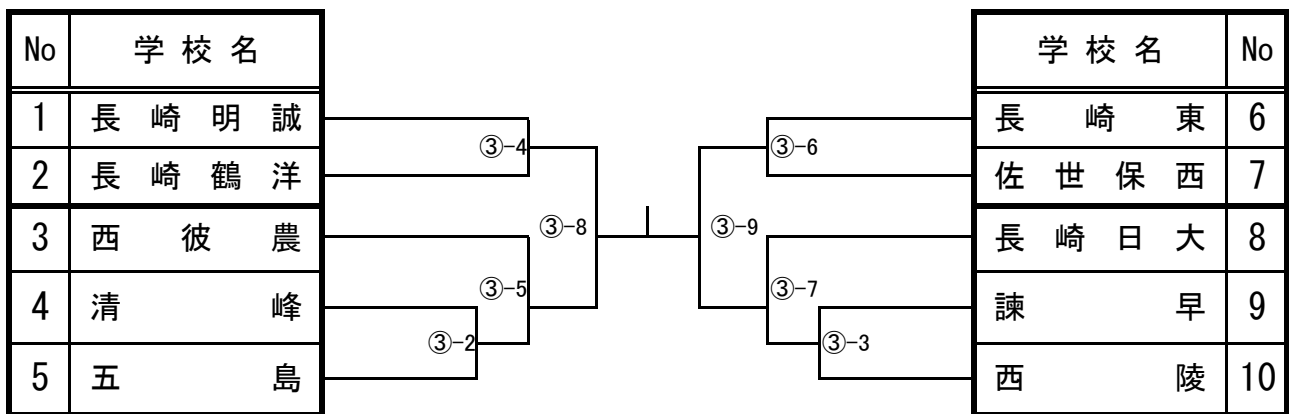 No 学校名
1 長崎明誠
2 長崎鶴洋
3 西彼農
4 清峰
5 五島
③-4
③-8
③-5
③-2
学校名 No
長崎東 6
佐世保西 7
長崎日大 8
諫早 9
西陵 10
③-6
③-9
③-7
③-3